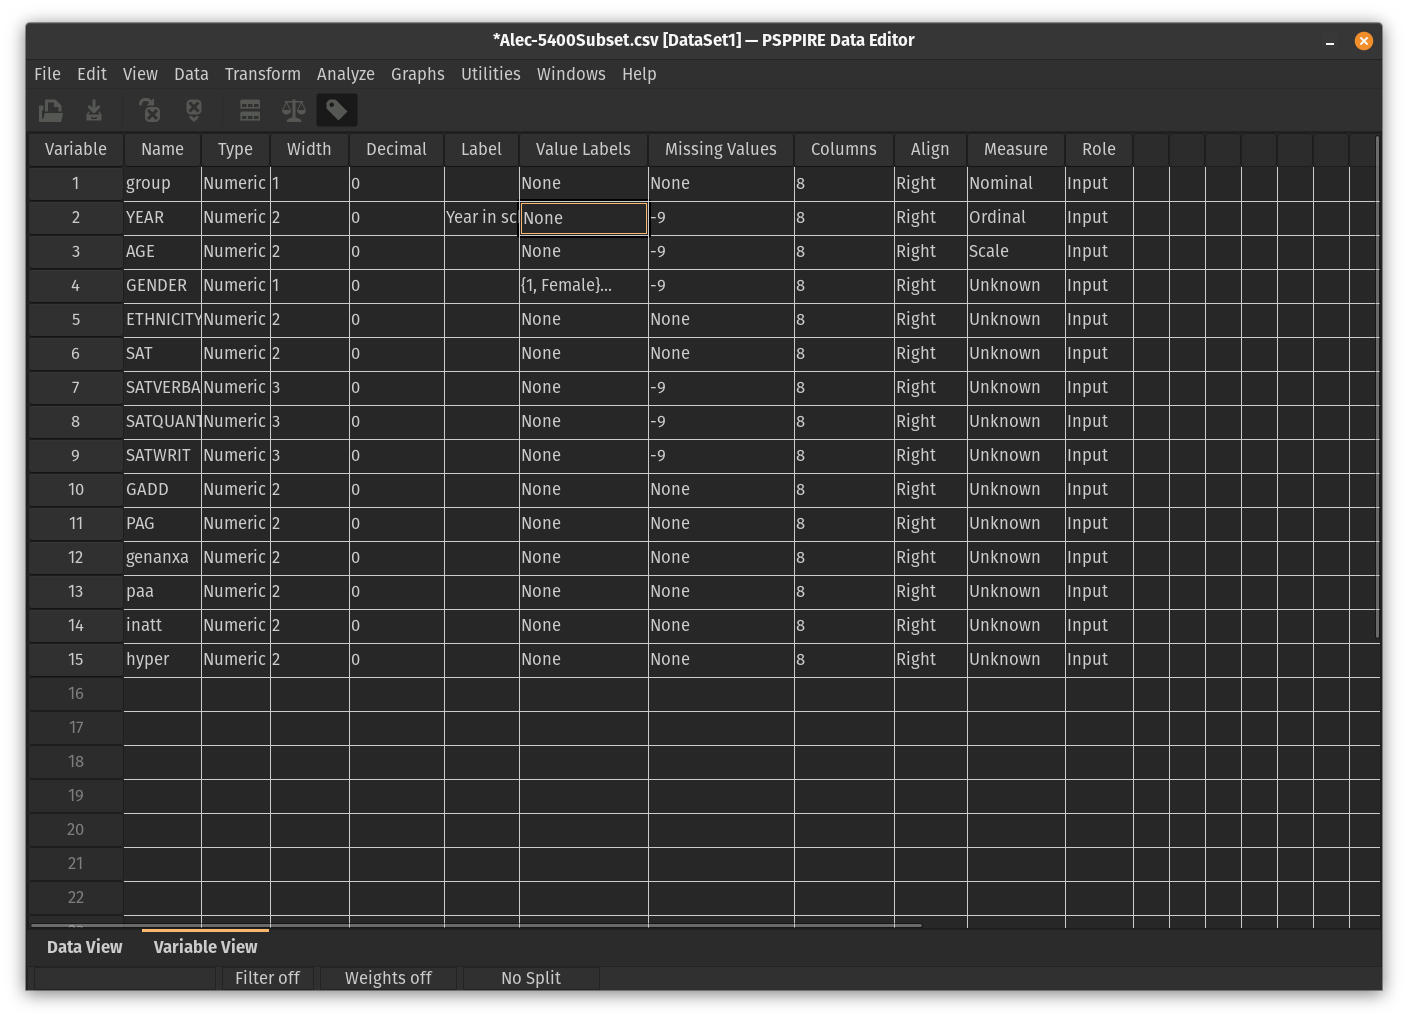 *Alec-5400Subset.csv [DataSet1] — PSPPIRE Data Editor
File Edit View Data Transform Analyze Graphs Utilities Windows Help
Variable Name Type Width Decimal Label Value Labels Missing Values Columns Align Measure Role
1 group Numeric 1 0 None None 8 Right Nominal Input
2 YEAR Numeric 2 0 Year in sc None -9 8 Right Ordinal Input
3 AGE Numeric 2 0 None -9 8 Right Scale Input
4 GENDER Numeric 1 0 {1, Female}... -9 8 Right Unknown Input
5 ETHNICITY Numeric 2 0 None None 8 Right Unknown Input
6 SAT Numeric 2 0 None None 8 Right Unknown Input
7 SATVERBA Numeric 3 0 None -9 8 Right Unknown Input
8 SATQUANT Numeric 3 0 None -9 8 Right Unknown Input
9 SATWRIT Numeric 3 0 None -9 8 Right Unknown Input
10 GADD Numeric 2 0 None None 8 Right Unknown Input
11 PAG Numeric 2 0 None None 8 Right Unknown Input
12 genanxa Numeric 2 0 None None 8 Right Unknown Input
13 paa Numeric 2 0 None None 8 Right Unknown Input
14 inatt Numeric 2 0 None None 8 Right Unknown Input
15 hyper Numeric 2 0 None None 8 Right Unknown Input
16
17
18
19
20
21
22
Data View Variable View
Filter off Weights off No Split